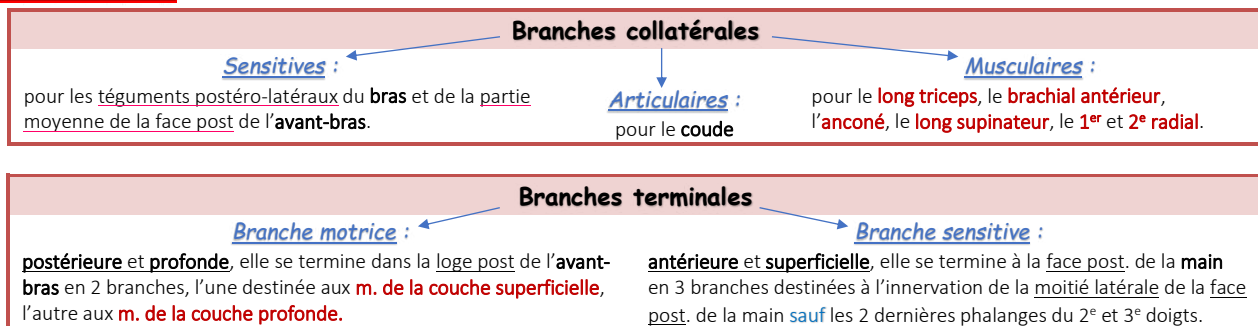 Branches collatérales
Sensitives :
pour les téguments postéro-latéraux du bras et de la partie
moyenne de la face post de l'avant-bras.
Articulaires :
pour le coude
Musculaires :
pour le long triceps, le brachial antérieur,
l'anconé, le long supinateur, le 1er et 2e radial.
Branches terminales
Branche motrice :
postérieure et profonde, elle se termine dans la loge post de l'avant-
bras en 2 branches, l'une destinée aux m. de la couche superficielle,
l'autre aux m. de la couche profonde.
Branche sensitive :
antérieure et superficielle, elle se termine à la face post. de la main
en 3 branches destinées à l'innervation de la moitié latérale de la face
post. de la main sauf les 2 dernières phalanges du 2e et 3e doigts.